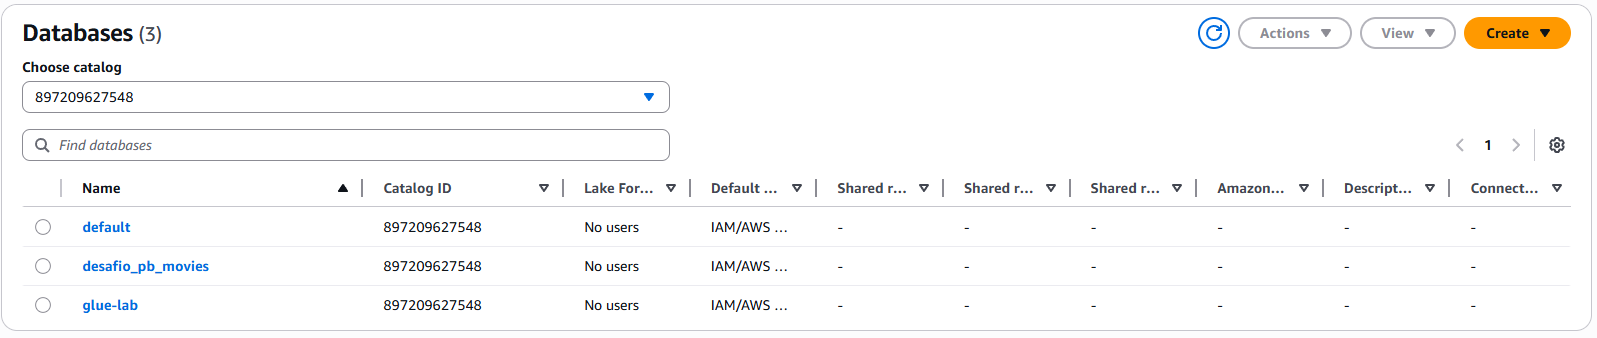 Databases (3)
Actions View Create
Choose catalog
897209627548
Find databases
1
Name Catalog ID Lake For... Default ... Shared r... Shared r... Shared r... Amazon... Descript... Connect...
default 897209627548 No users IAM/AWS ... - - - - - -
desafio_pb_movies 897209627548 No users IAM/AWS ... - - - - - -
glue-lab 897209627548 No users IAM/AWS ... - - - - - -